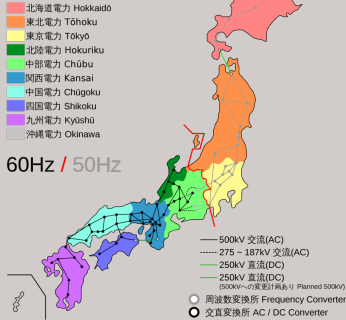 北海道電力 Hokkaidō
東北電力 Tōhoku
東京電力 Tōkyō
北陸電力 Hokuriku
中部電力 Chūbu
関西電力 Kansai
中国電力 Chūgoku
四国電力 Shikoku
九州電力 Kyūshū
沖縄電力 Okinawa
60Hz / 50Hz
500kV 交流(AC)
275 ~ 187kV 交流(AC)
250kV 直流(DC)
250kV 直流(DC)
(500kVへの変更計画あり Planned 500kV)
周波数変換所 Frequency Converter
交直変換所 AC / DC Converter